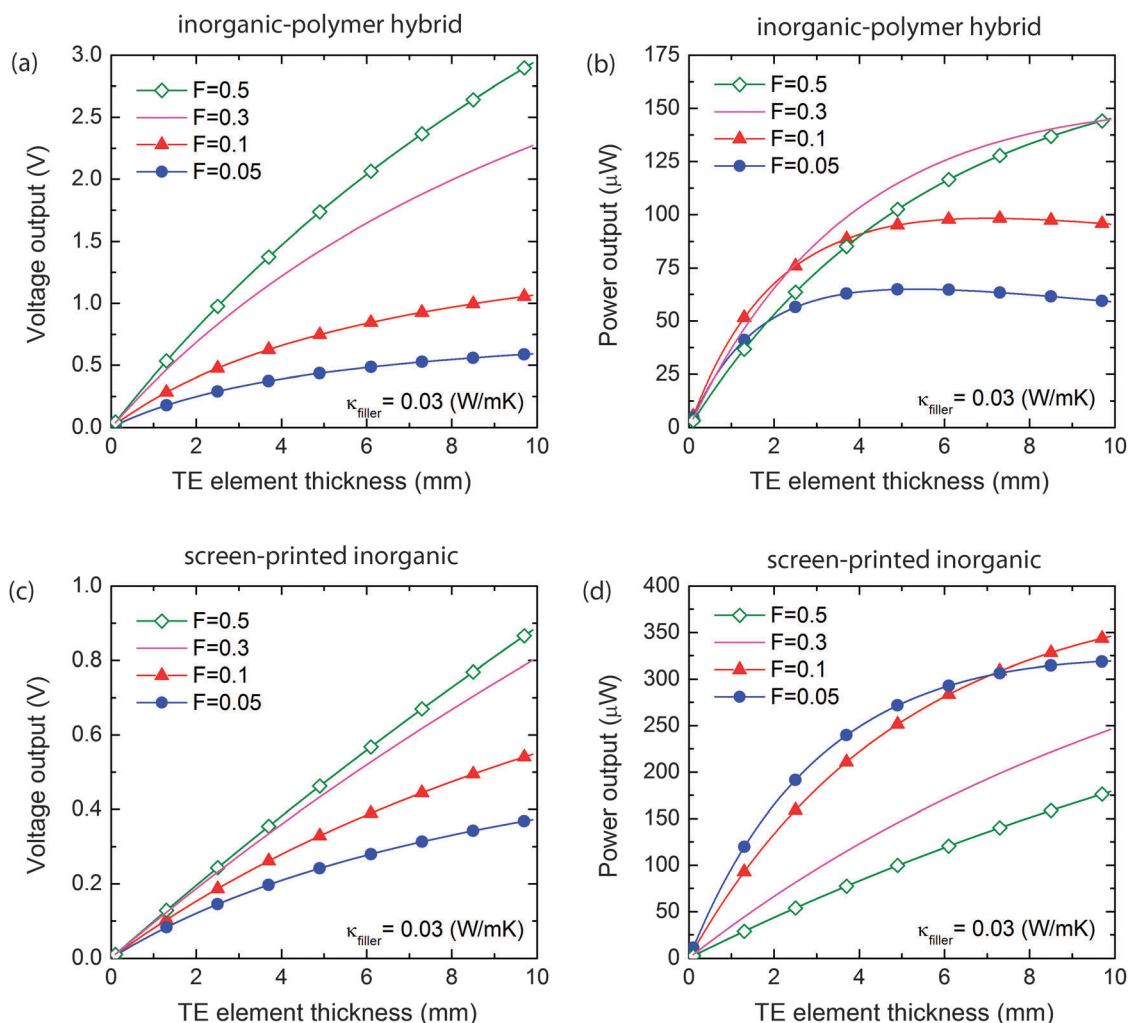 inorganic-polymer hybrid
(a)
3.0
2.5
2.0
1.5
1.0
0.5
0.0
Voltage output (V)
F=0.5
F=0.3
F=0.1
F=0.05
κfiller= 0.03 (W/mK)
0 2 4 6 8 10
TE element thickness (mm)
inorganic-polymer hybrid
(b)
175
150
125
100
75
50
25
0
Power output (μW)
F=0.5
F=0.3
F=0.1
F=0.05
κfiller= 0.03 (W/mK)
0 2 4 6 8 10
TE element thickness (mm)
screen-printed inorganic
(c)
1.0
0.8
0.6
0.4
0.2
0.0
Voltage output (V)
F=0.5
F=0.3
F=0.1
F=0.05
κfiller= 0.03 (W/mK)
0 2 4 6 8 10
TE element thickness (mm)
screen-printed inorganic
(d)
400
350
300
250
200
150
100
50
0
Power output (μW)
F=0.5
F=0.3
F=0.1
F=0.05
κfiller= 0.03 (W/mK)
0 2 4 6 8 10
TE element thickness (mm)